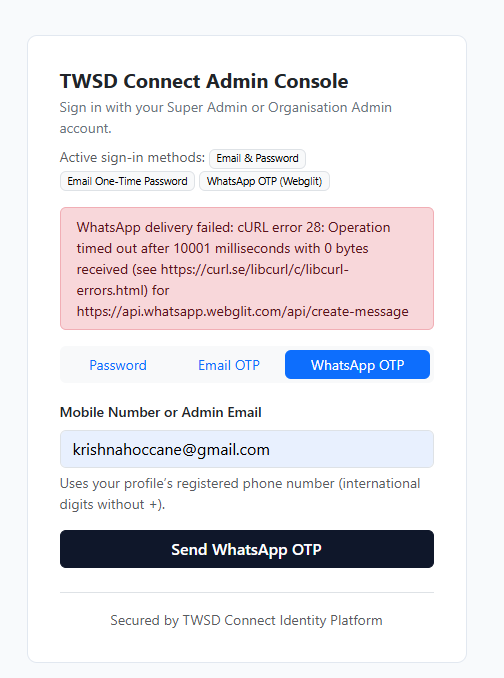 TWSD Connect Admin Console
Sign in with your Super Admin or Organisation Admin
account.
Active sign-in methods: Email & Password
Email One-Time Password WhatsApp OTP (Webglit)
WhatsApp delivery failed: cURL error 28: Operation
timed out after 10001 milliseconds with 0 bytes
received (see https://curl.se/libcurl/c/libcurl-
errors.html) for
https://api.whatsapp.webglit.com/api/create-message
Password Email OTP WhatsApp OTP
Mobile Number or Admin Email
krishnahoccane@gmail.com
Uses your profile’s registered phone number (international
digits without +).
Send WhatsApp OTP
Secured by TWSD Connect Identity Platform